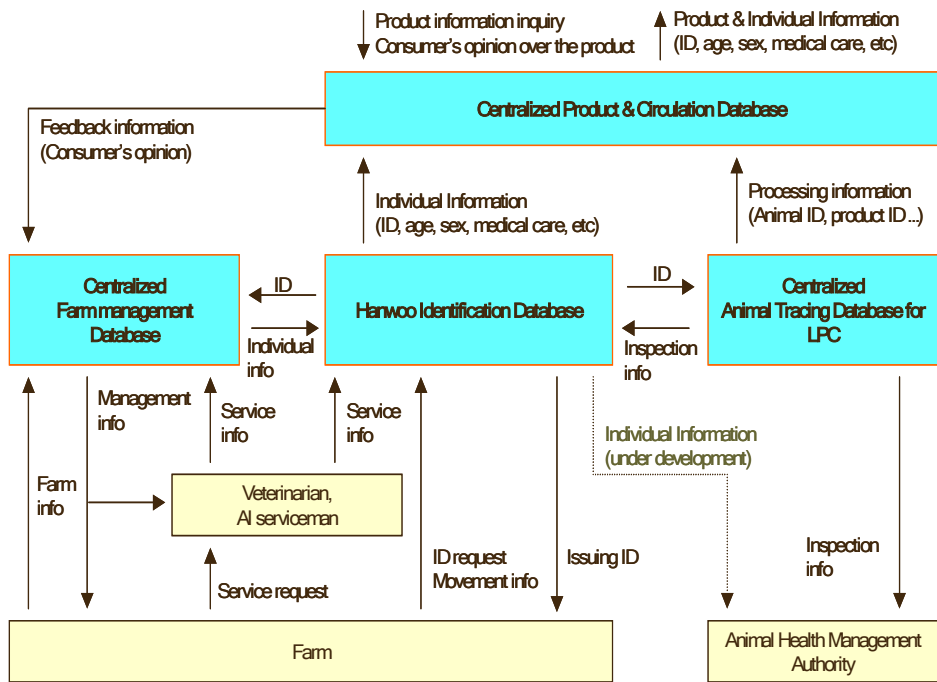 Product information inquiry
Consumer's opinion over the product
Product & Individual Information
(ID, age, sex, medical care, etc)
Centralized Product & Circulation Database
Feedback information
(Consumer's opinion)
Individual Information
(ID, age, sex, medical care, etc)
Processing information
(Animal ID, product ID ...)
Centralized
Farm management
Database
ID
Individual
info
Hanwoo Identification Database
ID
Inspection
info
Centralized
Animal Tracing Database for
LPC
Management
info
Service
info
Service
info
Individual Information
(under development)
Farm
info
Veterinarian,
AI serviceman
Service request
ID request
Movement info
Issuing ID
Inspection
info
Farm
Animal Health Management
Authority